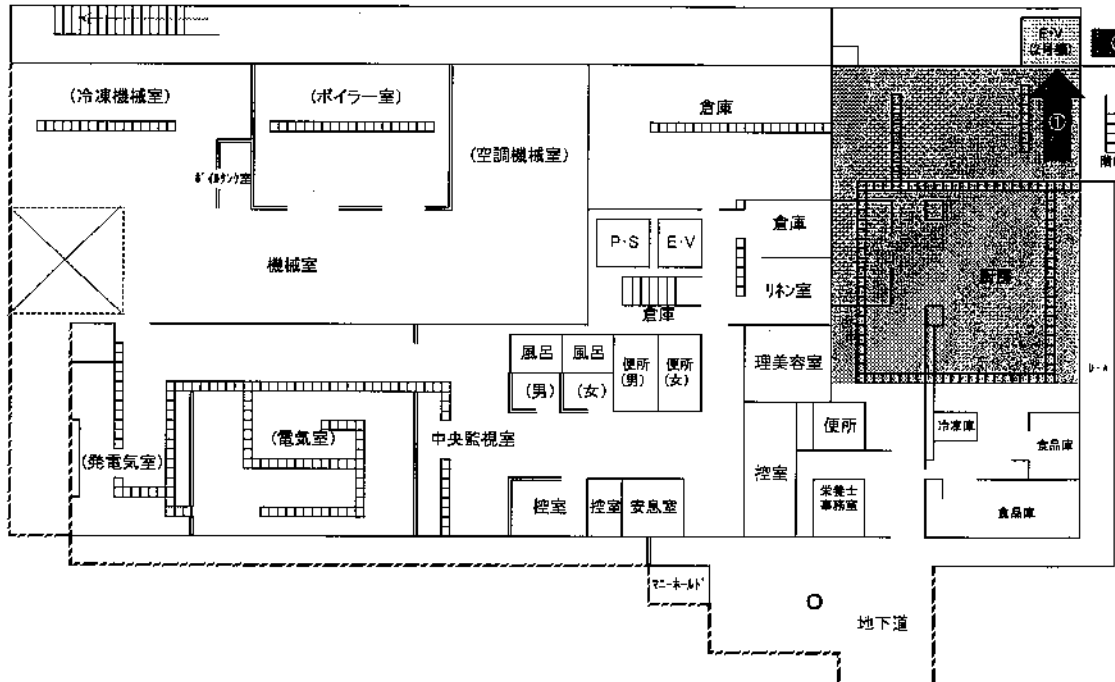 E・V
(2号機)
(冷凍機械室)
(ボイラー室)
倉庫
①
(空調機械室)
ボイルタンク室
倉庫
P・S
E・V
機械室
厨房
リネン室
倉庫
風呂
風呂
便所
(男)
便所
(女)
理美容室
(男)
(女)
D・A
便所
冷凍庫
(電気室)
中央監視室
食品庫
(発電気室)
控室
栄養士
事務室
控室
控室
安息室
食品庫
マニーホールド
地下道